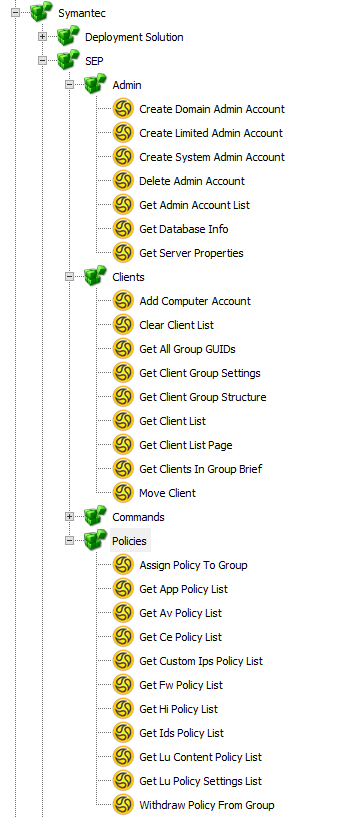 Symantec
Deployment Solution
SEP
Admin
Create Domain Admin Account
Create Limited Admin Account
Create System Admin Account
Delete Admin Account
Get Admin Account List
Get Database Info
Get Server Properties
Clients
Add Computer Account
Clear Client List
Get All Group GUIDs
Get Client Group Settings
Get Client Group Structure
Get Client List
Get Client List Page
Get Clients In Group Brief
Move Client
Commands
Policies
Assign Policy To Group
Get App Policy List
Get Av Policy List
Get Ce Policy List
Get Custom Ips Policy List
Get Fw Policy List
Get Hi Policy List
Get Ids Policy List
Get Lu Content Policy List
Get Lu Policy Settings List
Withdraw Policy From Group